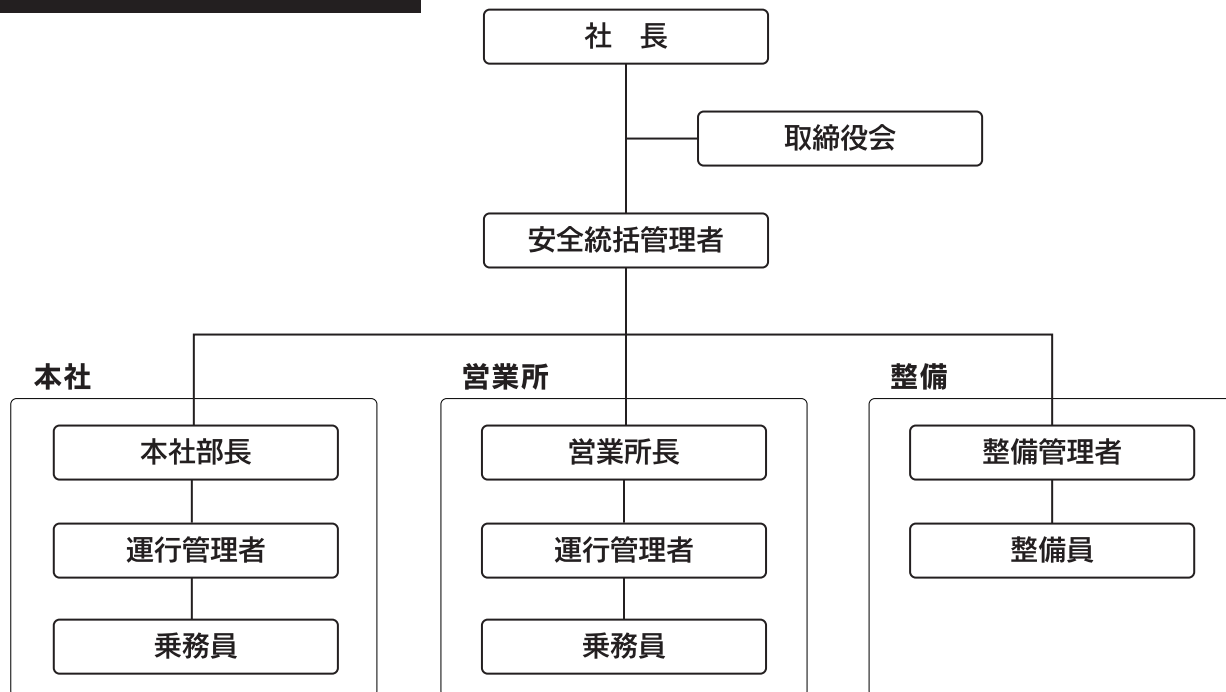 社　長
取締役会
安全統括管理者
本社
本社部長
運行管理者
乗務員
営業所
営業所長
運行管理者
乗務員
整備
整備管理者
整備員